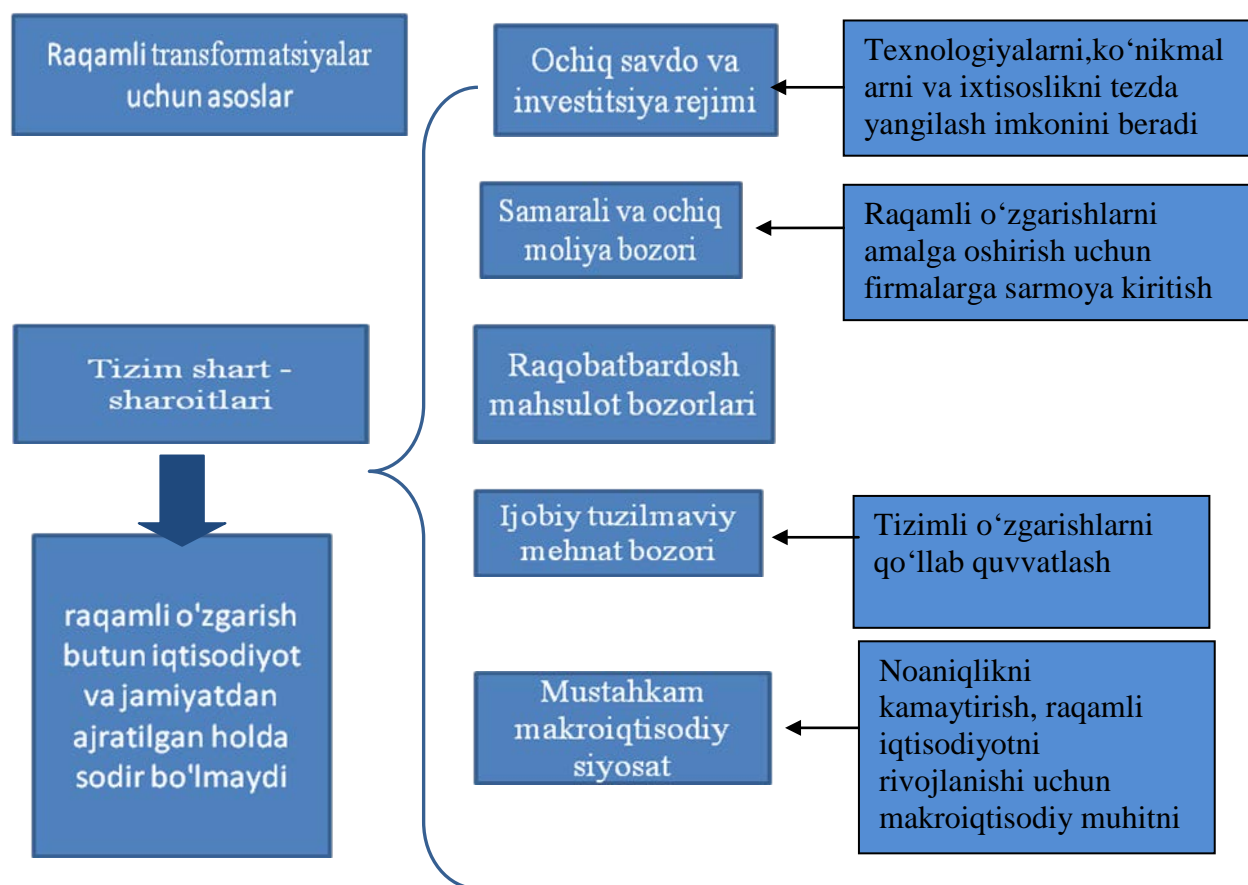 Raqamli transformatsiyalar
uchun asoslar
Tizim shart -
sharoitlari
raqamli o'zgarish
butun iqtisodiyot
va jamiyatdan
ajratilgan holda
sodir bo'lmaydi
Ochiq savdo va
investitsiya rejimi
Texnologiyalarni,ko‘nikmal
arni va ixtisoslikni tezda
yangilash imkonini beradi
Samarali va ochiq
moliya bozori
Raqamli o‘zgarishlarni
amalga oshirish uchun
firmalarga sarmoya kiritish
Raqobatbardosh
mahsulot bozorlari
Ijobiy tuzilmaviy
mehnat bozori
Tizimli o‘zgarishlarni
qo‘llab quvvatlash
Mustahkam
makroiqtisodiy
siyosat
Noaniqlikni
kamaytirish, raqamli
iqtisodiyotni
rivojlanishi uchun
makroiqtisodiy muhitni